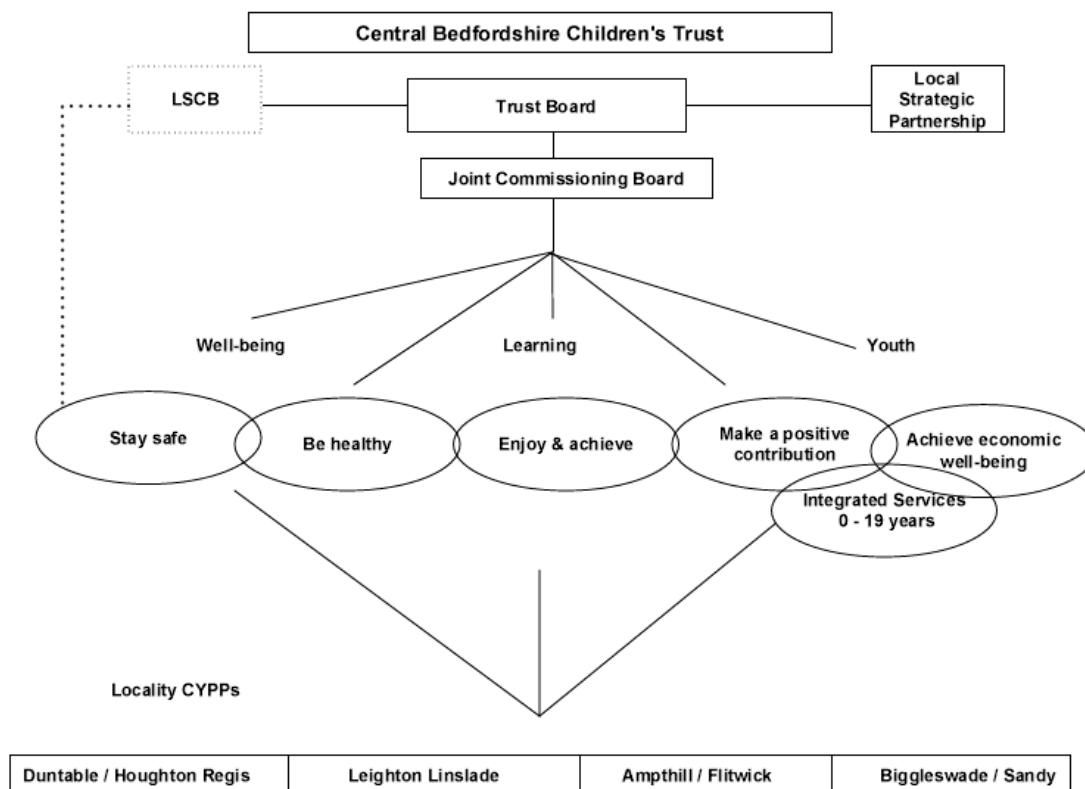 Central Bedfordshire Children's Trust
LSCB
Trust Board
Local
Strategic
Partnership
Joint Commissioning Board
Well-being
Learning
Youth
Stay safe
Be healthy
Enjoy & achieve
Make a positive
contribution
Achieve economic
well-being
Integrated Services
0 - 19 years
Locality CYPPs
Duntable / Houghton Regis
Leighton Linslade
Ampthill / Flitwick
Biggleswade / Sandy